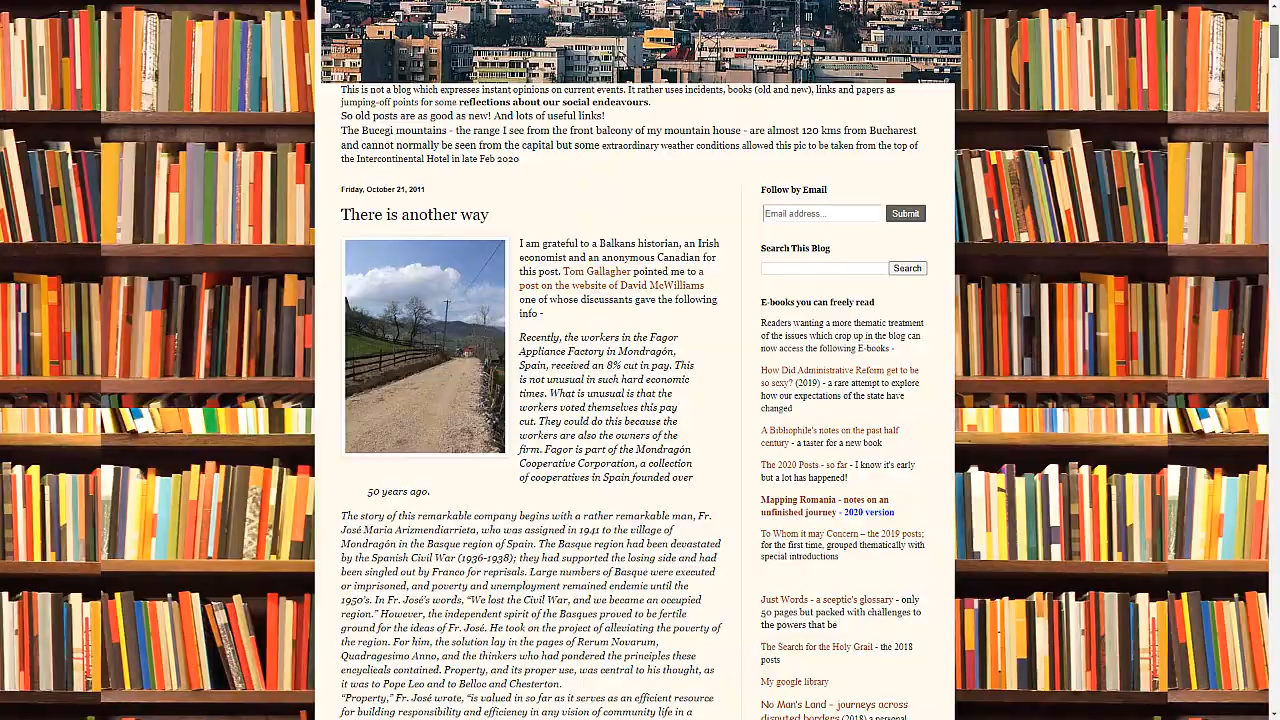 This is not a blog which expresses instant opinions on current events. It rather uses incidents, books (old and new), links and papers as
jumping-off points for some reflections about our social endeavours.
So old posts are as good as new! And lots of useful links!
The Bucegi mountains - the range I see from the front balcony of my mountain house - are almost 120 kms from Bucharest
and cannot normally be seen from the capital but some extraordinary weather conditions allowed this pic to be taken from the top of
the Intercontinental Hotel in late Feb 2020
Friday, October 21, 2011
There is another way
I am grateful to a Balkans historian, an Irish
economist and an anonymous Canadian for
this post. Tom Gallagher pointed me to a
post on the website of David McWilliams
one of whose discussants gave the following
info -
Recently, the workers in the Fagor
Appliance Factory in Mondragón,
Spain, received an 8% cut in pay. This
is not unusual in such hard economic
times. What is unusual is that the
workers voted themselves this pay
cut. They could do this because the
workers are also the owners of the
firm. Fagor is part of the Mondragón
Cooperative Corporation, a collection
of cooperatives in Spain founded over
50 years ago.
The story of this remarkable company begins with a rather remarkable man, Fr.
José Maria Arizmendiarrieta, who was assigned in 1941 to the village of
Mondragón in the Basque region of Spain. The Basque region had been devastated
by the Spanish Civil War (1936-1938); they had supported the losing side and had
been singled out by Franco for reprisals. Large numbers of Basque were executed
or imprisoned, and poverty and unemployment remained endemic until the
1950's. In Fr. José's words, “We lost the Civil War, and we became an occupied
region.” However, the independent spirit of the Basques proved to be fertile
ground for the ideas of Fr. José. He took on the project of alleviating the poverty of
the region. For him, the solution lay in the pages of Rerum Novarum,
Quadragesimo Anno, and the thinkers who had pondered the principles these
encyclicals contained. Property, and its proper use, was central to his thought, as
it was to Pope Leo and to Belloc and Chesterton.
“Property,” Fr. José wrote, “is valued in so far as it serves as an efficient resource
for building responsibility and efficiency in any vision of community life in a
Follow by Email
Email address...
Submit
Search This Blog
Search
E-books you can freely read
Readers wanting a more thematic treatment
of the issues which crop up in the blog can
now access the following E-books -
How Did Administrative Reform get to be
so sexy? (2019) - a rare attempt to explore
how our expectations of the state have
changed
A Bibliophile's notes on the past half
century - a taster for a new book
The 2020 Posts - so far - I know it's early
but a lot has happened!
Mapping Romania - notes on an
unfinished journey - 2020 version
To Whom it may Concern – the 2019 posts;
for the first time, grouped thematically with
special introductions
Just Words - a sceptic's glossary - only
50 pages but packed with challenges to
the powers that be
The Search for the Holy Grail - the 2018
posts
My google library
No Man's Land - journeys across
disputed borders (2018) a personal